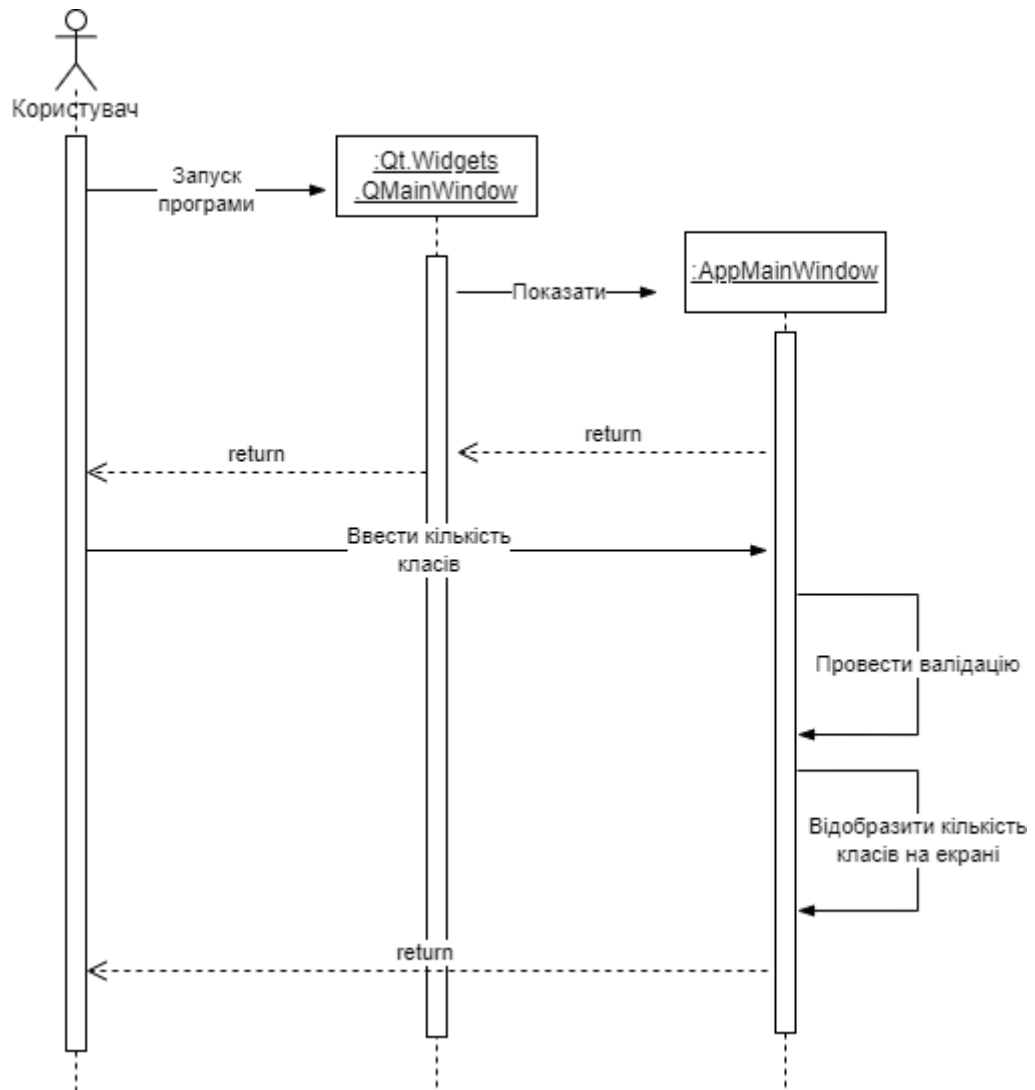 Користувач
:Qt.Widgets
.QMainWindow
Запуск
програми
:AppMainWindow
Показати
return
return
Ввести кількість
класів
Провести валідацію
Відобразити кількість
класів на екрані
return